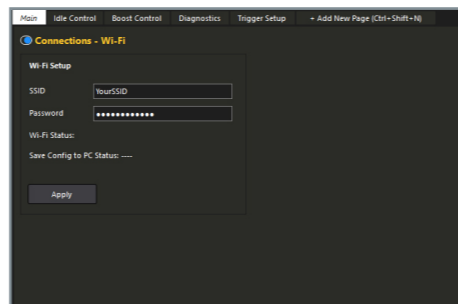 Main Idle Control Boost Control Diagnostics Trigger Setup + Add New Page (Ctrl+Shift+N)
Connections - Wi-Fi
Wi-Fi Setup
SSID YourSSID
Password ••••••••••••
Wi-Fi Status:
Save Config to PC Status: ----
Apply